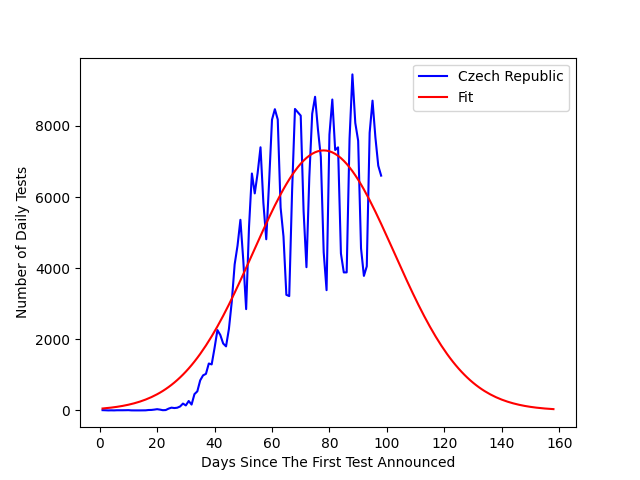 Czech Republic
Fit
8000
6000
4000
2000
0
Number of Daily Tests
0 20 40 60 80 100 120 140 160
Days Since The First Test Announced